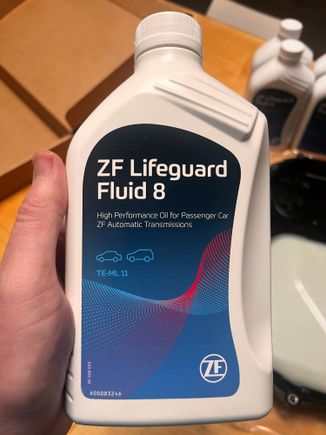 ZF Lifeguard
Fluid 8
High Performance Oil for Passenger Car
ZF Automatic Transmissions
TE-ML 11
ZF
600083246